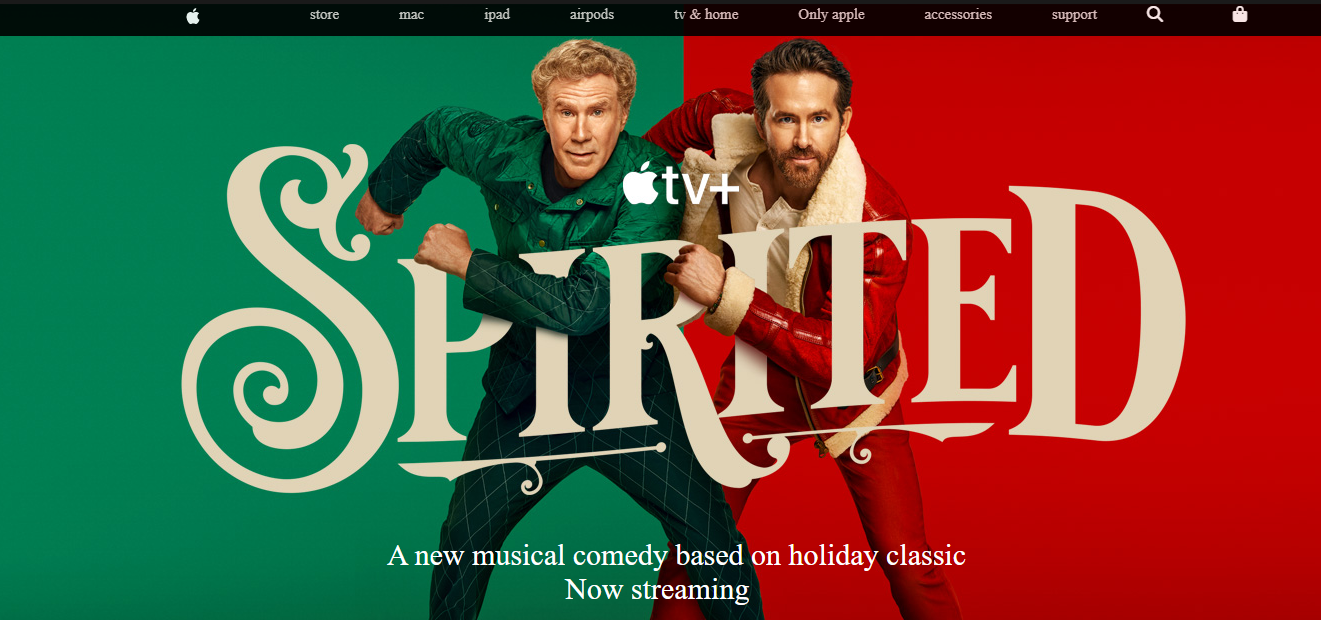 store mac ipad airpods tv & home Only apple accessories support
tv+
SPIRITED
A new musical comedy based on holiday classic
Now streaming